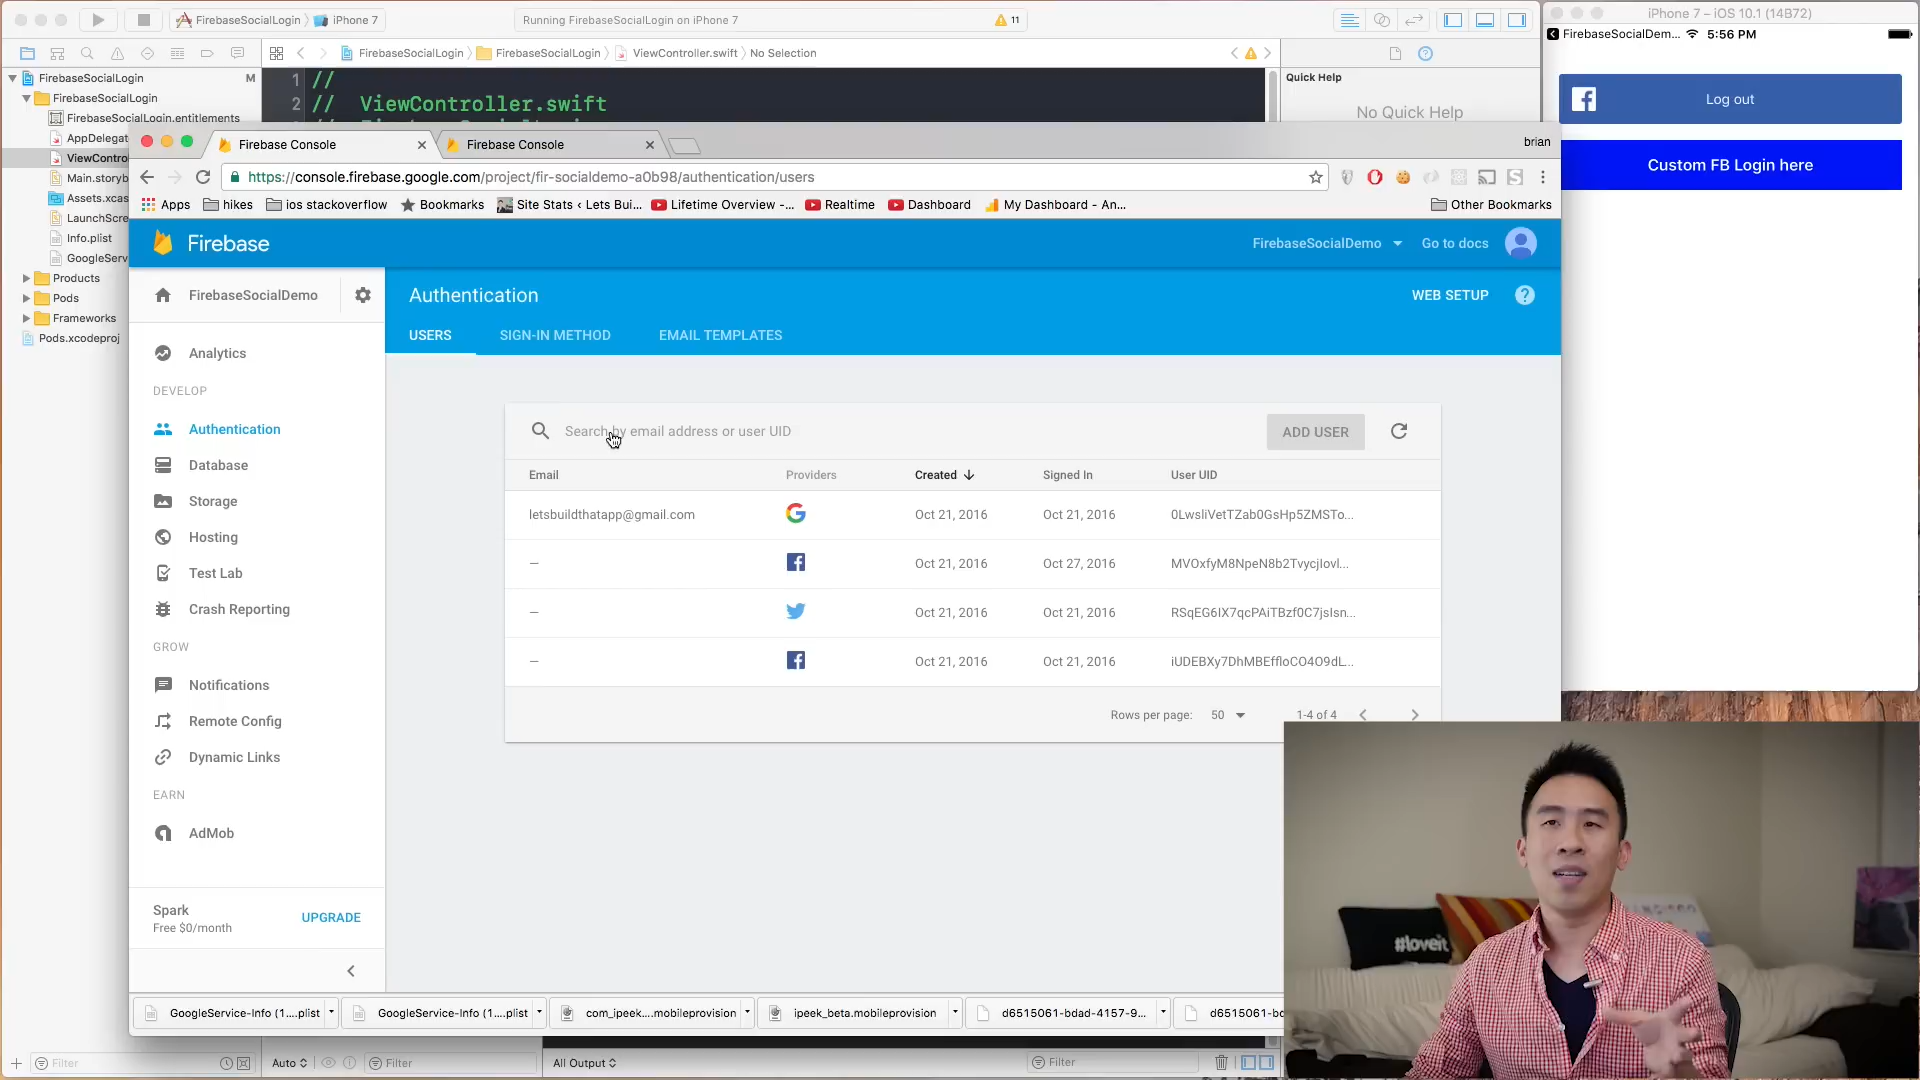 FirebaseSocialLogin
iPhone 7
Running FirebaseSocialLogin on iPhone 7
11
FirebaseSocialLogin
FirebaseSocialLogin
ViewController.swift
No Selection
FirebaseSocialLogin
M
FirebaseSocialLogin
FirebaseSocialLogin.entitlements
AppDelegat
ViewContro
Main.storyb
Assets.xcas
LaunchScre
Info.plist
GoogleServ
Products
Pods
Frameworks
Pods.xcodeproj
1 //
2 // ViewController.swift
Quick Help
No Quick Help
iPhone 7 – iOS 10.1 (14B72)
FirebaseSocialDem...
5:56 PM
Log out
Custom FB Login here
Firebase Console
Firebase Console
brian
https://console.firebase.google.com/project/fir-socialdemo-a0b98/authentication/users
Apps
hikes
ios stackoverflow
Bookmarks
Site Stats ‹ Lets Bui...
Lifetime Overview -...
Realtime
Dashboard
My Dashboard - An...
Other Bookmarks
Firebase
FirebaseSocialDemo
Go to docs
FirebaseSocialDemo
Authentication
WEB SETUP
USERS
SIGN-IN METHOD
EMAIL TEMPLATES
Analytics
DEVELOP
Authentication
Database
Storage
Hosting
Test Lab
Crash Reporting
GROW
Notifications
Remote Config
Dynamic Links
EARN
AdMob
Spark
Free $0/month
UPGRADE
Search by email address or user UID
ADD USER
Email Providers Created Signed In User UID
letsbuildthatapp@gmail.com Oct 21, 2016 Oct 21, 2016 0LwsliVetTZab0GsHp5ZMSTo...
– Oct 21, 2016 Oct 27, 2016 MVOxfyM8NpeN8b2TvycjIovl...
– Oct 21, 2016 Oct 21, 2016 RSqEG6IX7qcPAiTBzf0C7jsIsn...
– Oct 21, 2016 Oct 21, 2016 iUDEBXy7DhMBEffloCO4O9dL...
Rows per page: 50 1-4 of 4
#loveit
GoogleService-Info (1....plist
GoogleService-Info (1....plist
com_ipeek....mobileprovision
ipeek_beta.mobileprovision
d6515061-bdad-4157-9...
d6515061-bd
Filter
Auto
Filter
All Output
Filter